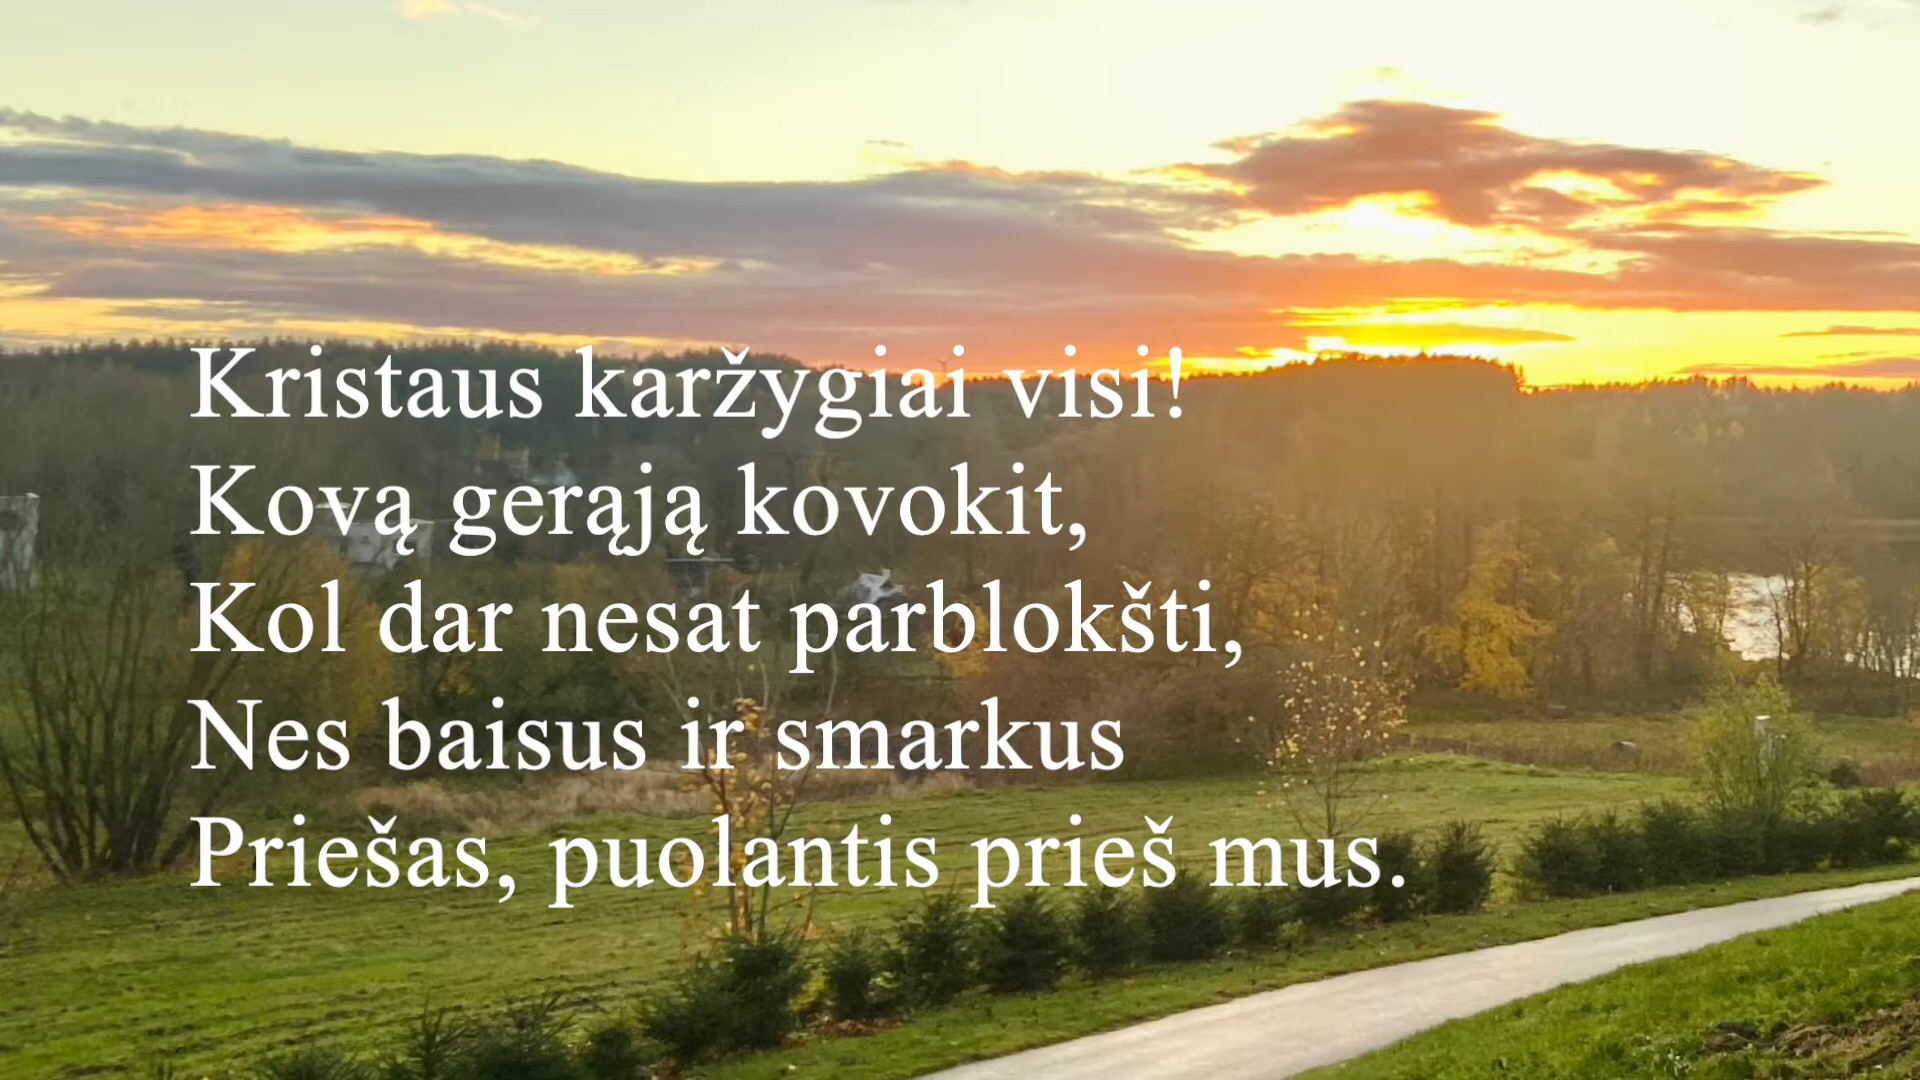 Kristaus karžygiai visi!
Kovą gerąją kovokit,
Kol dar nesat parblokšti,
Nes baisus ir smarkus
Priešas, puolantis prieš mus.